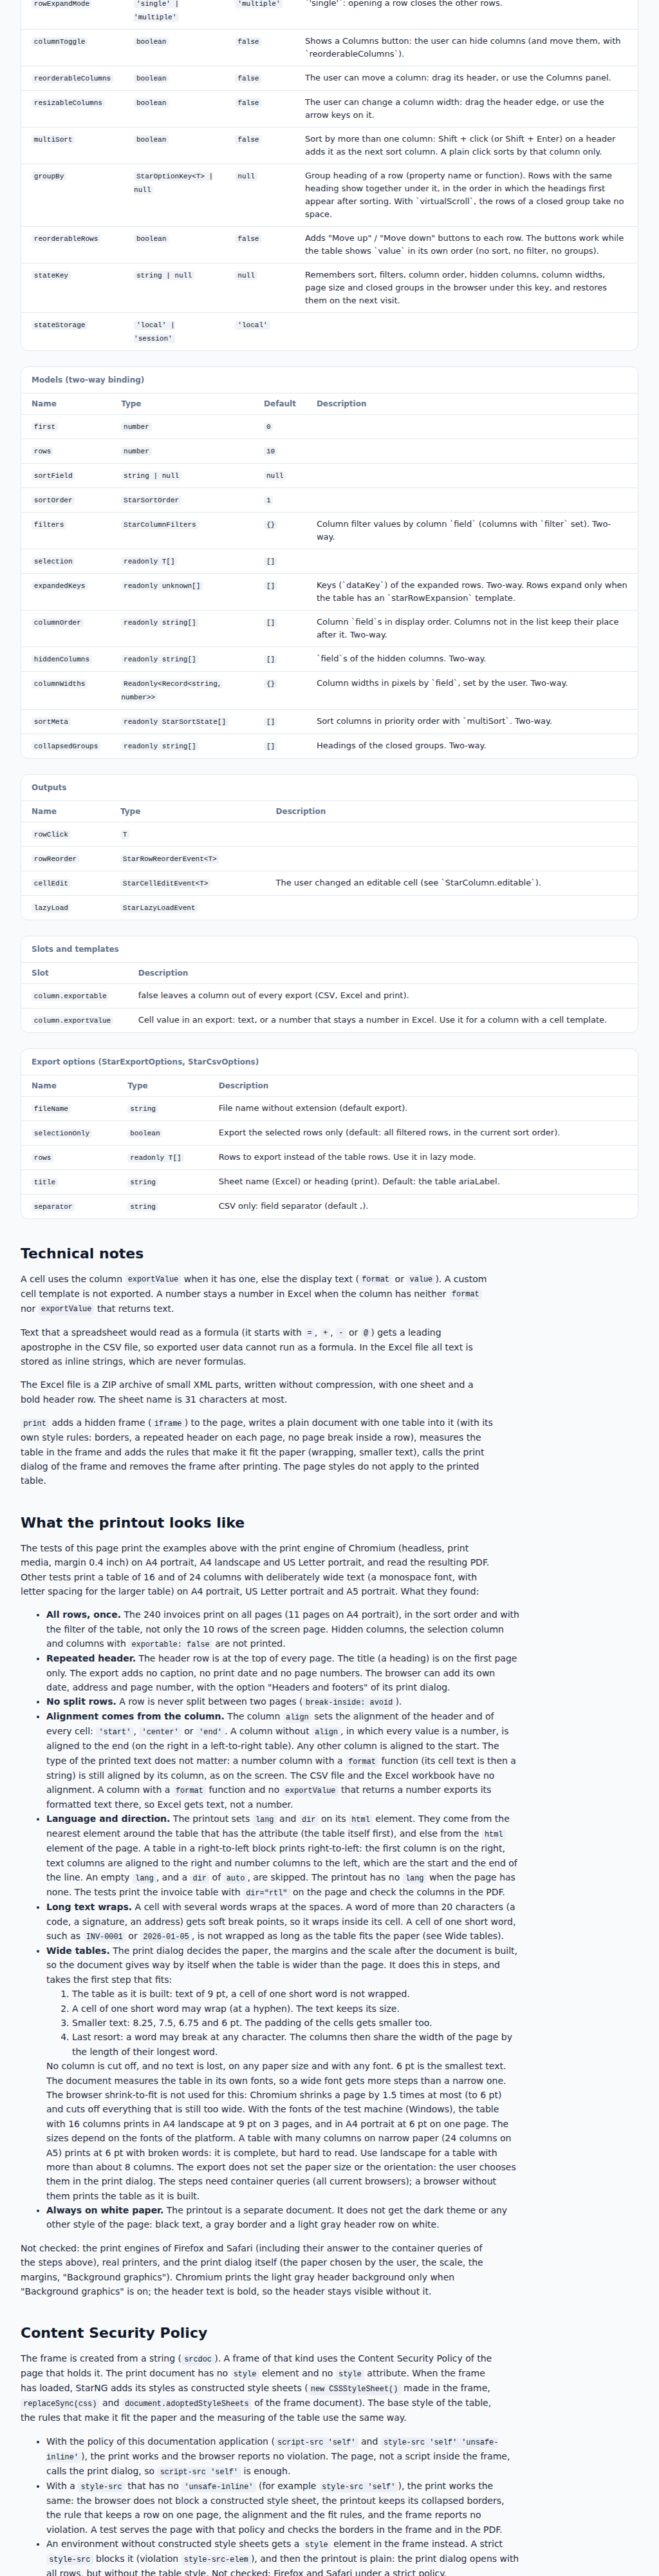 rowExpandMode 'single' | 'multiple' `'single'`: opening a row closes the other rows.
'multiple'
columnToggle boolean false Shows a Columns button: the user can hide columns (and move them, with
`reorderableColumns`).
reorderableColumns boolean false The user can move a column: drag its header, or use the Columns panel.
resizableColumns boolean false The user can change a column width: drag the header edge, or use the
arrow keys on it.
multiSort boolean false Sort by more than one column: Shift + click (or Shift + Enter) on a header
adds it as the next sort column. A plain click sorts by that column only.
groupBy StarOptionKey<T> | null Group heading of a row (property name or function). Rows with the same
null heading show together under it, in the order in which the headings first
appear after sorting. With `virtualScroll`, the rows of a closed group take no
space.
reorderableRows boolean false Adds "Move up" / "Move down" buttons to each row. The buttons work while
the table shows `value` in its own order (no sort, no filter, no groups).
stateKey string | null null Remembers sort, filters, column order, hidden columns, column widths,
page size and closed groups in the browser under this key, and restores
them on the next visit.
stateStorage 'local' | 'local'
'session'
Models (two-way binding)
Name Type Default Description
first number 0
rows number 10
sortField string | null null
sortOrder StarSortOrder 1
filters StarColumnFilters {} Column filter values by column `field` (columns with `filter` set). Two-
way.
selection readonly T[] []
expandedKeys readonly unknown[] [] Keys (`dataKey`) of the expanded rows. Two-way. Rows expand only when
the table has an `starRowExpansion` template.
columnOrder readonly string[] [] Column `field`s in display order. Columns not in the list keep their place
after it. Two-way.
hiddenColumns readonly string[] [] `field`s of the hidden columns. Two-way.
columnWidths Readonly<Record<string, {} Column widths in pixels by `field`, set by the user. Two-way.
number>>
sortMeta readonly StarSortState[] [] Sort columns in priority order with `multiSort`. Two-way.
collapsedGroups readonly string[] [] Headings of the closed groups. Two-way.
Outputs
Name Type Description
rowClick T
rowReorder StarRowReorderEvent<T>
cellEdit StarCellEditEvent<T> The user changed an editable cell (see `StarColumn.editable`).
lazyLoad StarLazyLoadEvent
Slots and templates
Slot Description
column.exportable false leaves a column out of every export (CSV, Excel and print).
column.exportValue Cell value in an export: text, or a number that stays a number in Excel. Use it for a column with a cell template.
Export options (StarExportOptions, StarCsvOptions)
Name Type Description
fileName string File name without extension (default export).
selectionOnly boolean Export the selected rows only (default: all filtered rows, in the current sort order).
rows readonly T[] Rows to export instead of the table rows. Use it in lazy mode.
title string Sheet name (Excel) or heading (print). Default: the table ariaLabel.
separator string CSV only: field separator (default ,).
Technical notes
A cell uses the column exportValue when it has one, else the display text ( format or value ). A custom
cell template is not exported. A number stays a number in Excel when the column has neither format
nor exportValue that returns text.
Text that a spreadsheet would read as a formula (it starts with = , + , - or @ ) gets a leading
apostrophe in the CSV file, so exported user data cannot run as a formula. In the Excel file all text is
stored as inline strings, which are never formulas.
The Excel file is a ZIP archive of small XML parts, written without compression, with one sheet and a
bold header row. The sheet name is 31 characters at most.
print adds a hidden frame ( iframe ) to the page, writes a plain document with one table into it (with its
own style rules: borders, a repeated header on each page, no page break inside a row), measures the
table in the frame and adds the rules that make it fit the paper (wrapping, smaller text), calls the print
dialog of the frame and removes the frame after printing. The page styles do not apply to the printed
table.
What the printout looks like
The tests of this page print the examples above with the print engine of Chromium (headless, print
media, margin 0.4 inch) on A4 portrait, A4 landscape and US Letter portrait, and read the resulting PDF.
Other tests print a table of 16 and of 24 columns with deliberately wide text (a monospace font, with
letter spacing for the larger table) on A4 portrait, US Letter portrait and A5 portrait. What they found:
• All rows, once. The 240 invoices print on all pages (11 pages on A4 portrait), in the sort order and with
the filter of the table, not only the 10 rows of the screen page. Hidden columns, the selection column
and columns with exportable: false are not printed.
• Repeated header. The header row is at the top of every page. The title (a heading) is on the first page
only. The export adds no caption, no print date and no page numbers. The browser can add its own
date, address and page number, with the option "Headers and footers" of its print dialog.
• No split rows. A row is never split between two pages ( break-inside: avoid ).
• Alignment comes from the column. The column align sets the alignment of the header and of
every cell: 'start' , 'center' or 'end' . A column without align , in which every value is a number, is
aligned to the end (on the right in a left-to-right table). Any other column is aligned to the start. The
type of the printed text does not matter: a number column with a format function (its cell text is then a
string) is still aligned by its column, as on the screen. The CSV file and the Excel workbook have no
alignment. A column with a format function and no exportValue that returns a number exports its
formatted text there, so Excel gets text, not a number.
• Language and direction. The printout sets lang and dir on its html element. They come from the
nearest element around the table that has the attribute (the table itself first), and else from the html
element of the page. A table in a right-to-left block prints right-to-left: the first column is on the right,
text columns are aligned to the right and number columns to the left, which are the start and the end of
the line. An empty lang , and a dir of auto , are skipped. The printout has no lang when the page has
none. The tests print the invoice table with dir="rtl" on the page and check the columns in the PDF.
• Long text wraps. A cell with several words wraps at the spaces. A word of more than 20 characters (a
code, a signature, an address) gets soft break points, so it wraps inside its cell. A cell of one short word,
such as INV-0001 or 2026-01-05 , is not wrapped as long as the table fits the paper (see Wide tables).
• Wide tables. The print dialog decides the paper, the margins and the scale after the document is built,
so the document gives way by itself when the table is wider than the page. It does this in steps, and
takes the first step that fits:
1. The table as it is built: text of 9 pt, a cell of one short word is not wrapped.
2. A cell of one short word may wrap (at a hyphen). The text keeps its size.
3. Smaller text: 8.25, 7.5, 6.75 and 6 pt. The padding of the cells gets smaller too.
4. Last resort: a word may break at any character. The columns then share the width of the page by
the length of their longest word.
No column is cut off, and no text is lost, on any paper size and with any font. 6 pt is the smallest text.
The document measures the table in its own fonts, so a wide font gets more steps than a narrow one.
The browser shrink-to-fit is not used for this: Chromium shrinks a page by 1.5 times at most (to 6 pt)
and cuts off everything that is still too wide. With the fonts of the test machine (Windows), the table
with 16 columns prints in A4 landscape at 9 pt on 3 pages, and in A4 portrait at 6 pt on one page. The
sizes depend on the fonts of the platform. A table with many columns on narrow paper (24 columns on
A5) prints at 6 pt with broken words: it is complete, but hard to read. Use landscape for a table with
more than about 8 columns. The export does not set the paper size or the orientation: the user chooses
them in the print dialog. The steps need container queries (all current browsers); a browser without
them prints the table as it is built.
• Always on white paper. The printout is a separate document. It does not get the dark theme or any
other style of the page: black text, a gray border and a light gray header row on white.
Not checked: the print engines of Firefox and Safari (including their answer to the container queries of
the steps above), real printers, and the print dialog itself (the paper chosen by the user, the scale, the
margins, "Background graphics"). Chromium prints the light gray header background only when
"Background graphics" is on; the header text is bold, so the header stays visible without it.
Content Security Policy
The frame is created from a string ( srcdoc ). A frame of that kind uses the Content Security Policy of the
page that holds it. The print document has no style element and no style attribute. When the frame
has loaded, StarNG adds its styles as constructed style sheets ( new CSSStyleSheet() made in the frame,
replaceSync(css) and document.adoptedStyleSheets of the frame document). The base style of the table,
the rules that make it fit the paper and the measuring of the table use the same way.
• With the policy of this documentation application ( script-src 'self' and style-src 'self' 'unsafe-
inline' ), the print works and the browser reports no violation. The page, not a script inside the frame,
calls the print dialog, so script-src 'self' is enough.
• With a style-src that has no 'unsafe-inline' (for example style-src 'self' ), the print works the
same: the browser does not block a constructed style sheet, the printout keeps its collapsed borders,
the rule that keeps a row on one page, the alignment and the fit rules, and the frame reports no
violation. A test serves the page with that policy and checks the borders in the frame and in the PDF.
• An environment without constructed style sheets gets a style element in the frame instead. A strict
style-src blocks it (violation style-src-elem ), and then the printout is plain: the print dialog opens with
all rows, but without the table style. Not checked: Firefox and Safari under a strict policy.